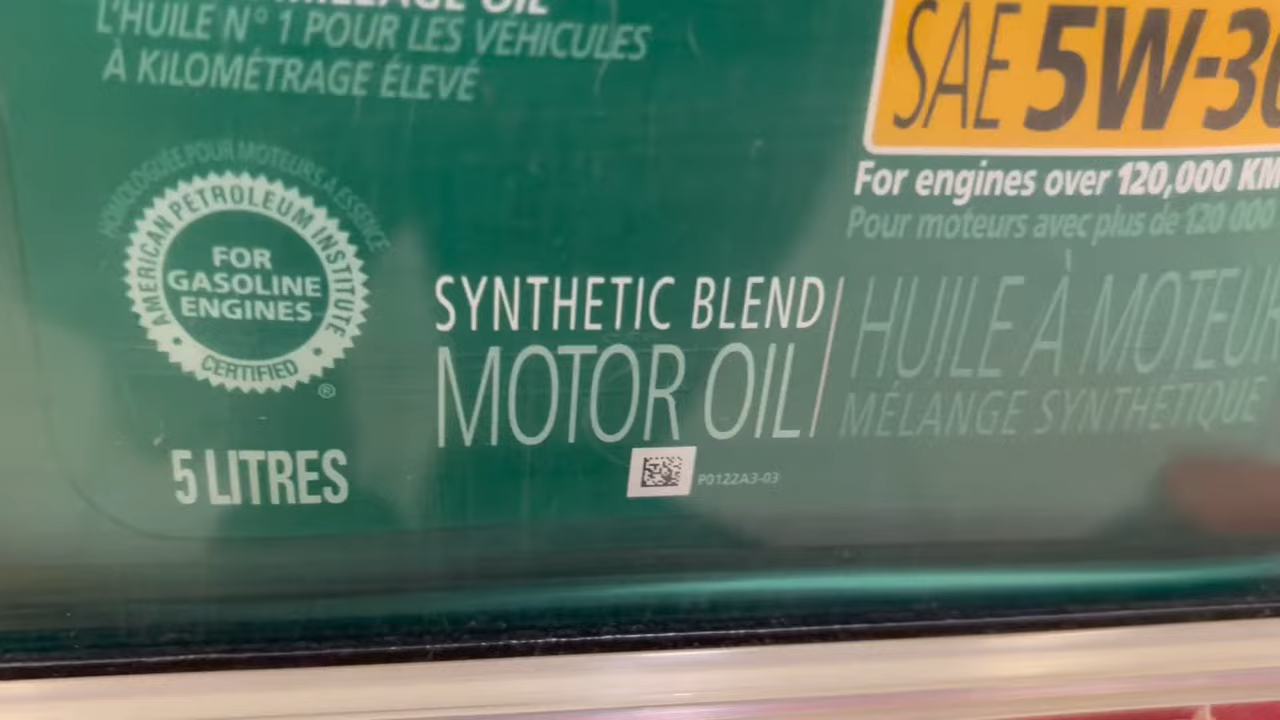 OIL
L'HUILE N° 1 POUR LES VÉHICULES
À KILOMÉTRAGE ÉLEVÉ
SAE 5W-30
For engines over 120,000 KM
Pour moteurs avec plus de 120 000
HOMOLOGUÉE POUR MOTEURS À ESSENCE
AMERICAN PETROLEUM INSTITUTE
FOR
GASOLINE
ENGINES
CERTIFIED
®
SYNTHETIC BLEND
MOTOR OIL
HUILE À MOTEUR
MÉLANGE SYNTHÉTIQUE
5 LITRES
P0122A3-03